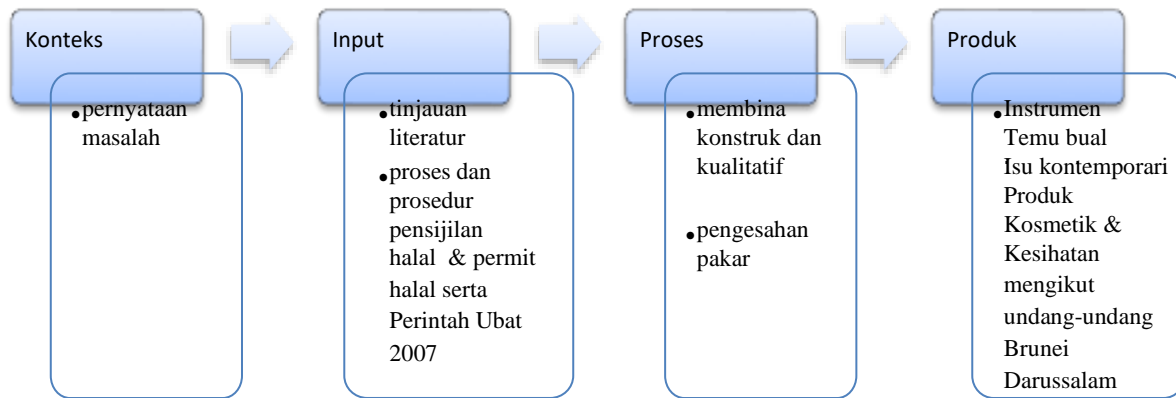 Konteks
• pernyataan
masalah
Input
• tinjauan
literatur
• proses dan
prosedur
pensijilan
halal & permit
halal serta
Perintah Ubat
2007
Proses
• membina
konstruk dan
kualitatif
• pengesahan
pakar
Produk
• Instrumen
Temu bual
Isu kontemporari
Produk
Kosmetik &
Kesihatan
mengikut
undang-undang
Brunei
Darussalam